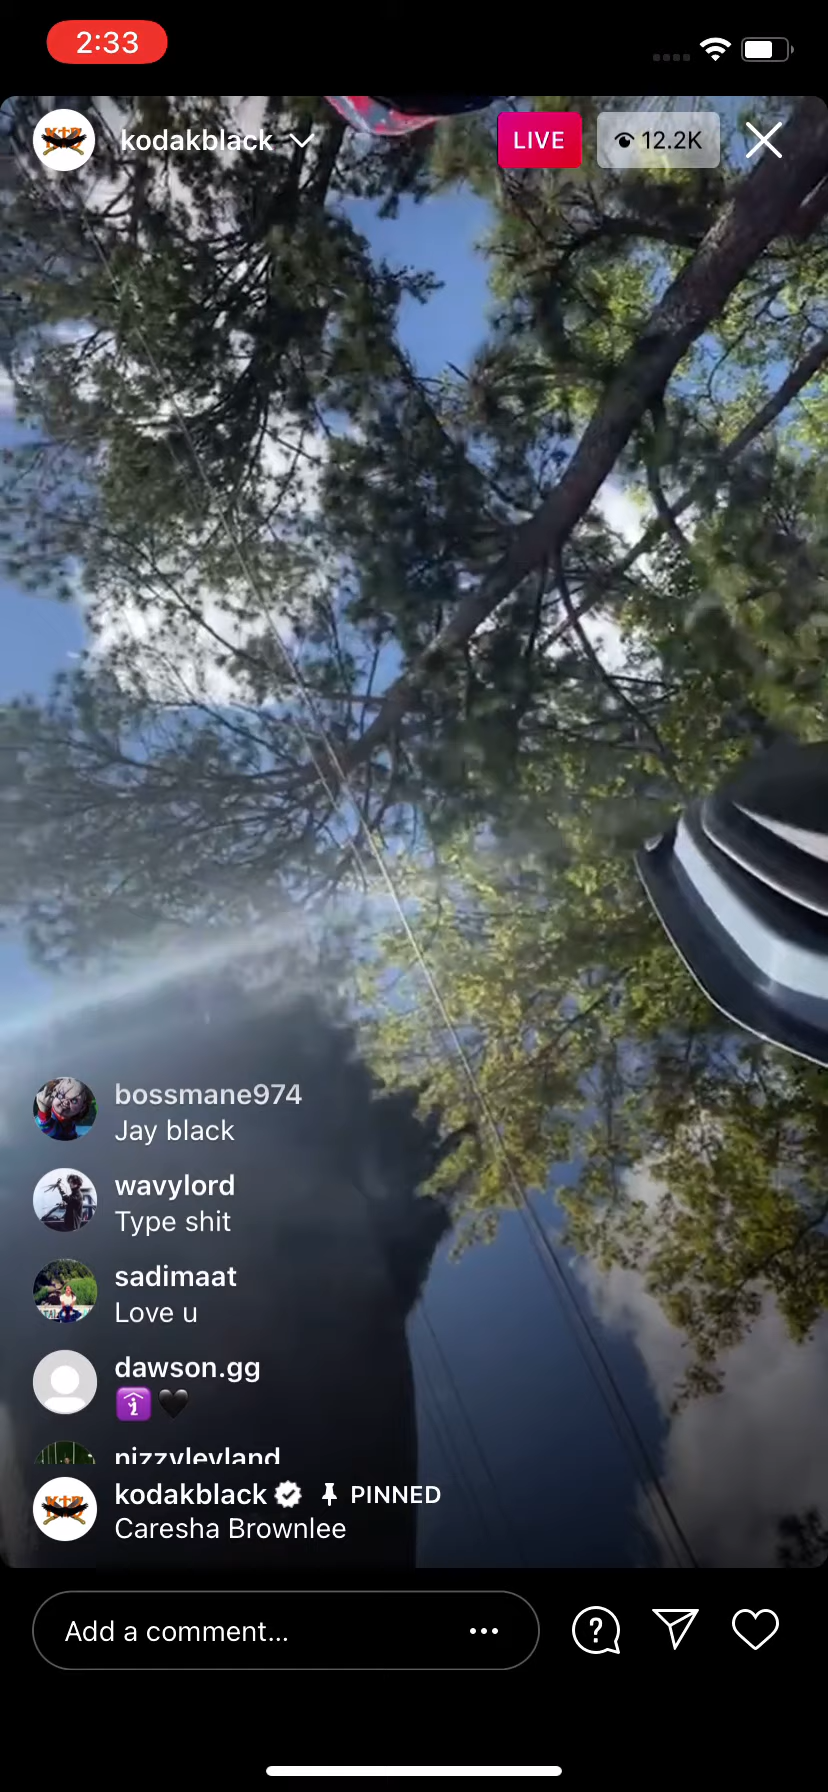 2:33
kodakblack
LIVE
12.2K
bossmane974
Jay black
wavylord
Type shit
sadimaat
Love u
dawson.gg
🛐🖤
nizzyleyland
kodakblack PINNED
Caresha Brownlee
Add a comment...